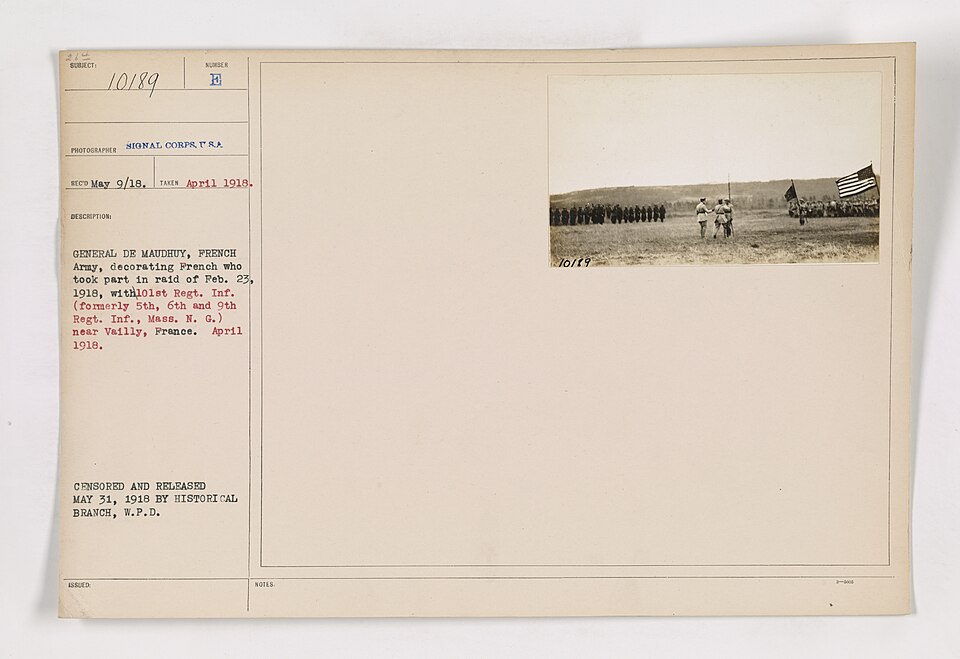 SUBJECT:
10189
NUMBER
E
PHOTOGRAPHER SIGNAL CORPS, U S.A.
REC'D May 9/18. TAKEN April 1918.
DESCRIPTION:
GENERAL DE MAUDHUY, FRENCH
Army, decorating French who
took part in raid of Feb. 23,
1918, with 101st Regt. Inf.
(formerly 5th, 6th and 9th
Regt. Inf., Mass. N. G.)
near Vailly, France. April
1918.
CENSORED AND RELEASED
MAY 31, 1918 BY HISTORICAL
BRANCH, W.P.D.
ISSUED:
NOTES:
10189